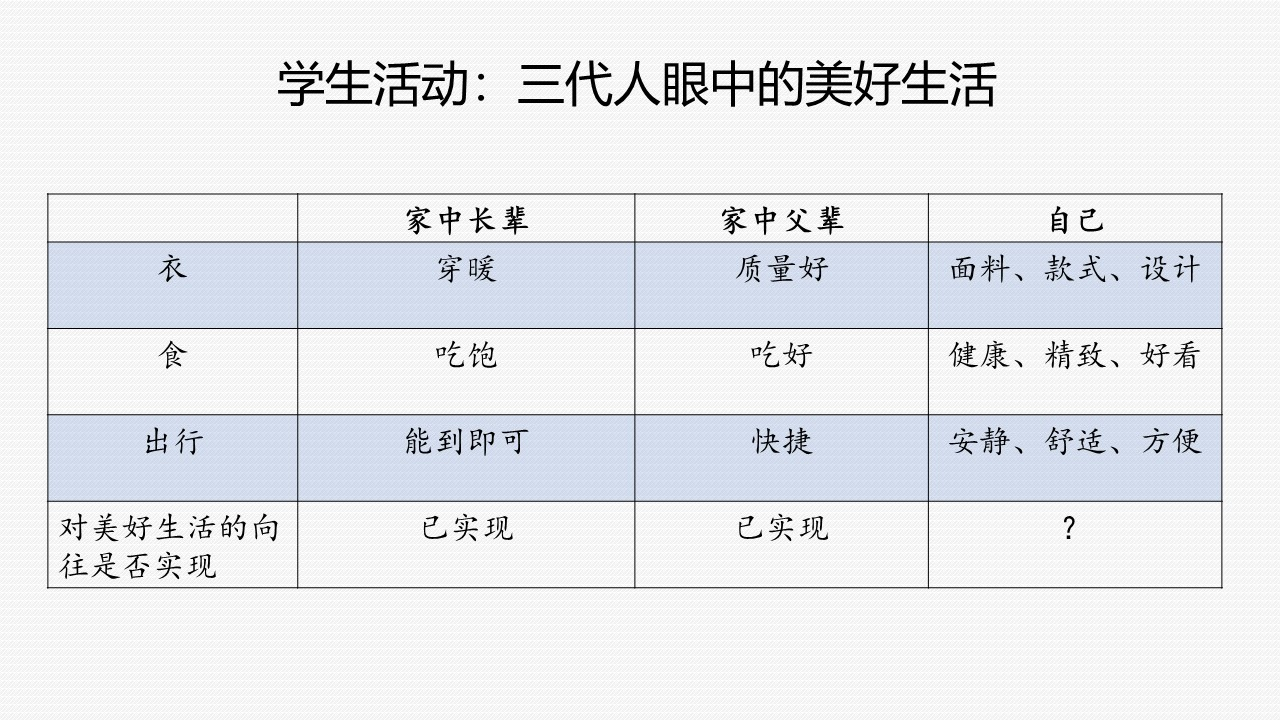 学生活动：三代人眼中的美好生活
家中长辈 家中父辈 自己
衣 穿暖 质量好 面料、款式、设计
食 吃饱 吃好 健康、精致、好看
出行 能到即可 快捷 安静、舒适、方便
对美好生活的向 已实现 已实现 ？
往是否实现